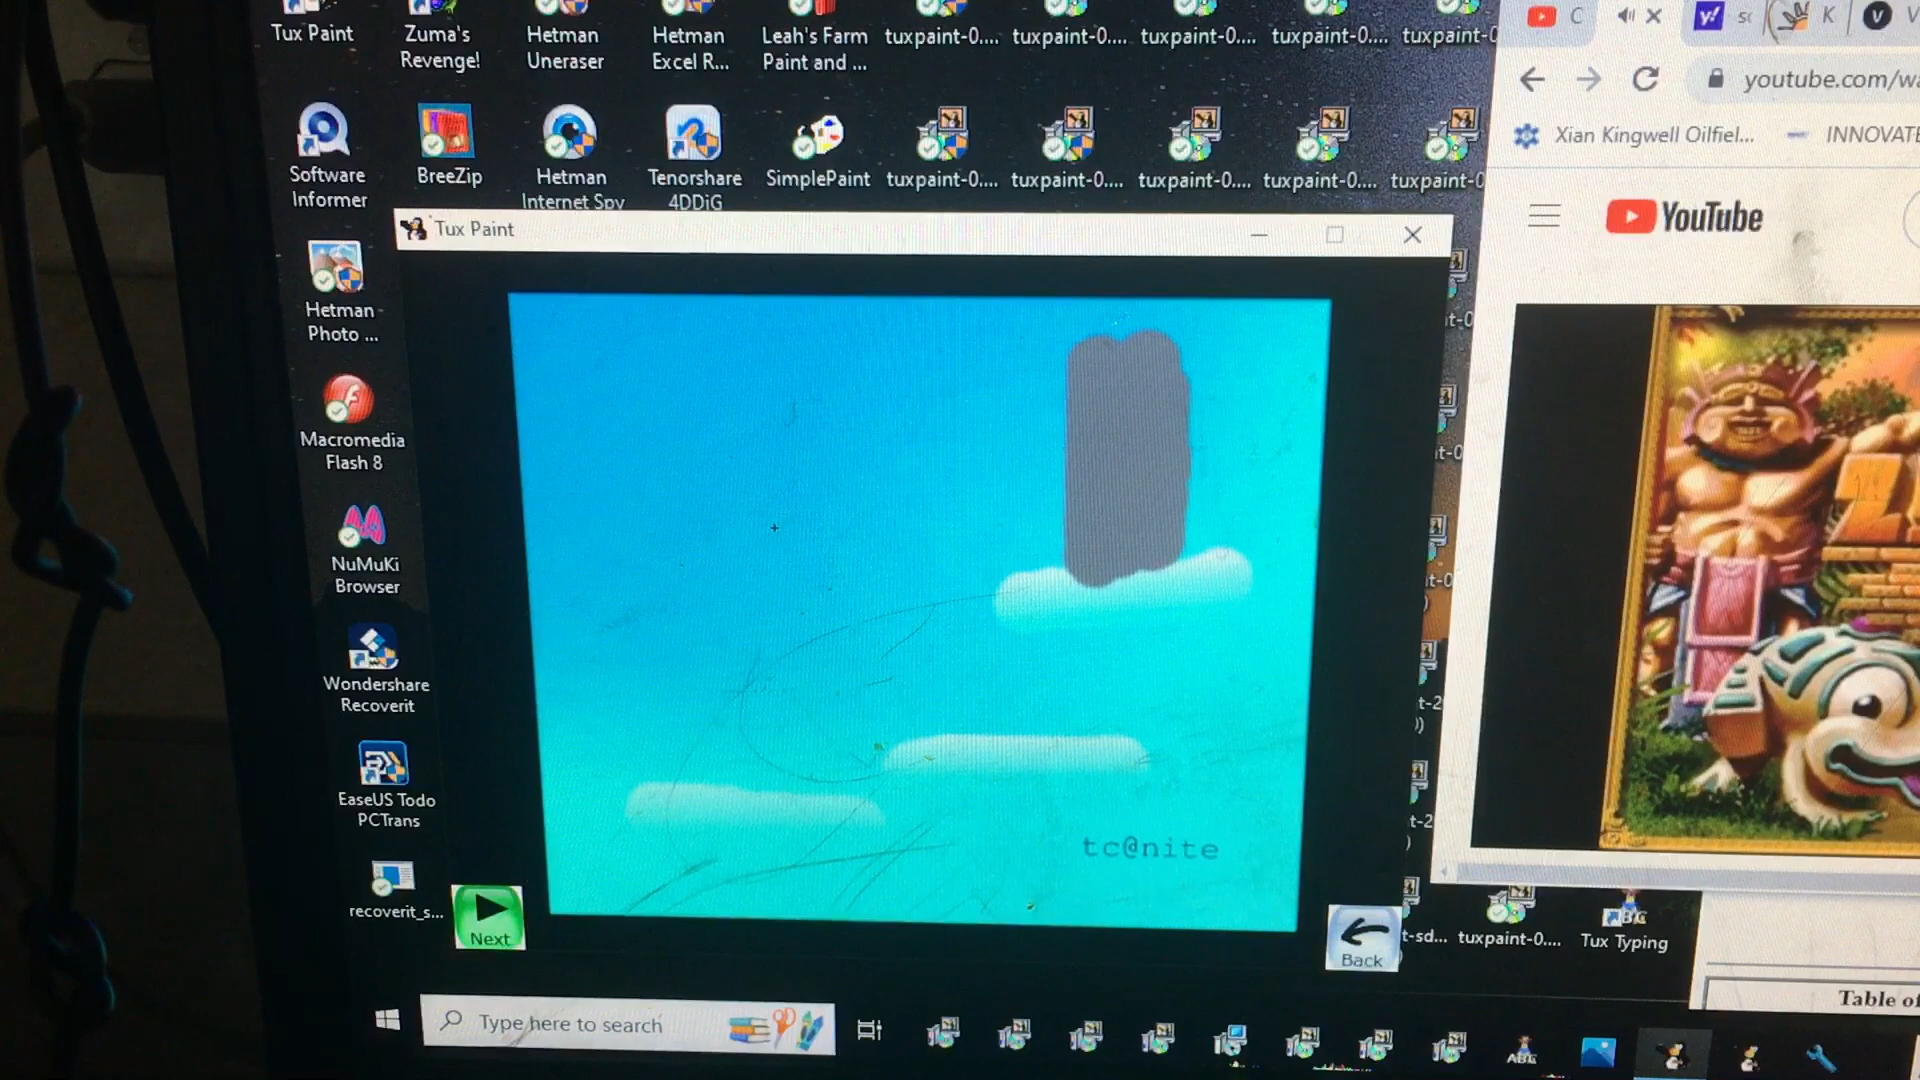 Tux Paint
Zuma's
Revenge!
Hetman
Uneraser
Hetman
Excel R...
Leah's Farm
Paint and ...
tuxpaint-0....
tuxpaint-0....
tuxpaint-0....
tuxpaint-0....
tuxpaint-0
C
K
youtube.com/wa
Software
Informer
BreeZip
Hetman
Internet Spy
Tenorshare
4DDiG
SimplePaint
tuxpaint-0....
tuxpaint-0....
tuxpaint-0....
tuxpaint-0....
tuxpaint-0
Xian Kingwell Oilfiel...
INNOVATE
Tux Paint
YouTube
Hetman
Photo ...
Macromedia
Flash 8
NuMuKi
Browser
Wondershare
Recoverit
EaseUS Todo
PCTrans
recoverit_s...
tc@nite
Next
Back
t-sd...
tuxpaint-0....
Tux Typing
Table of
Type here to search
ABC